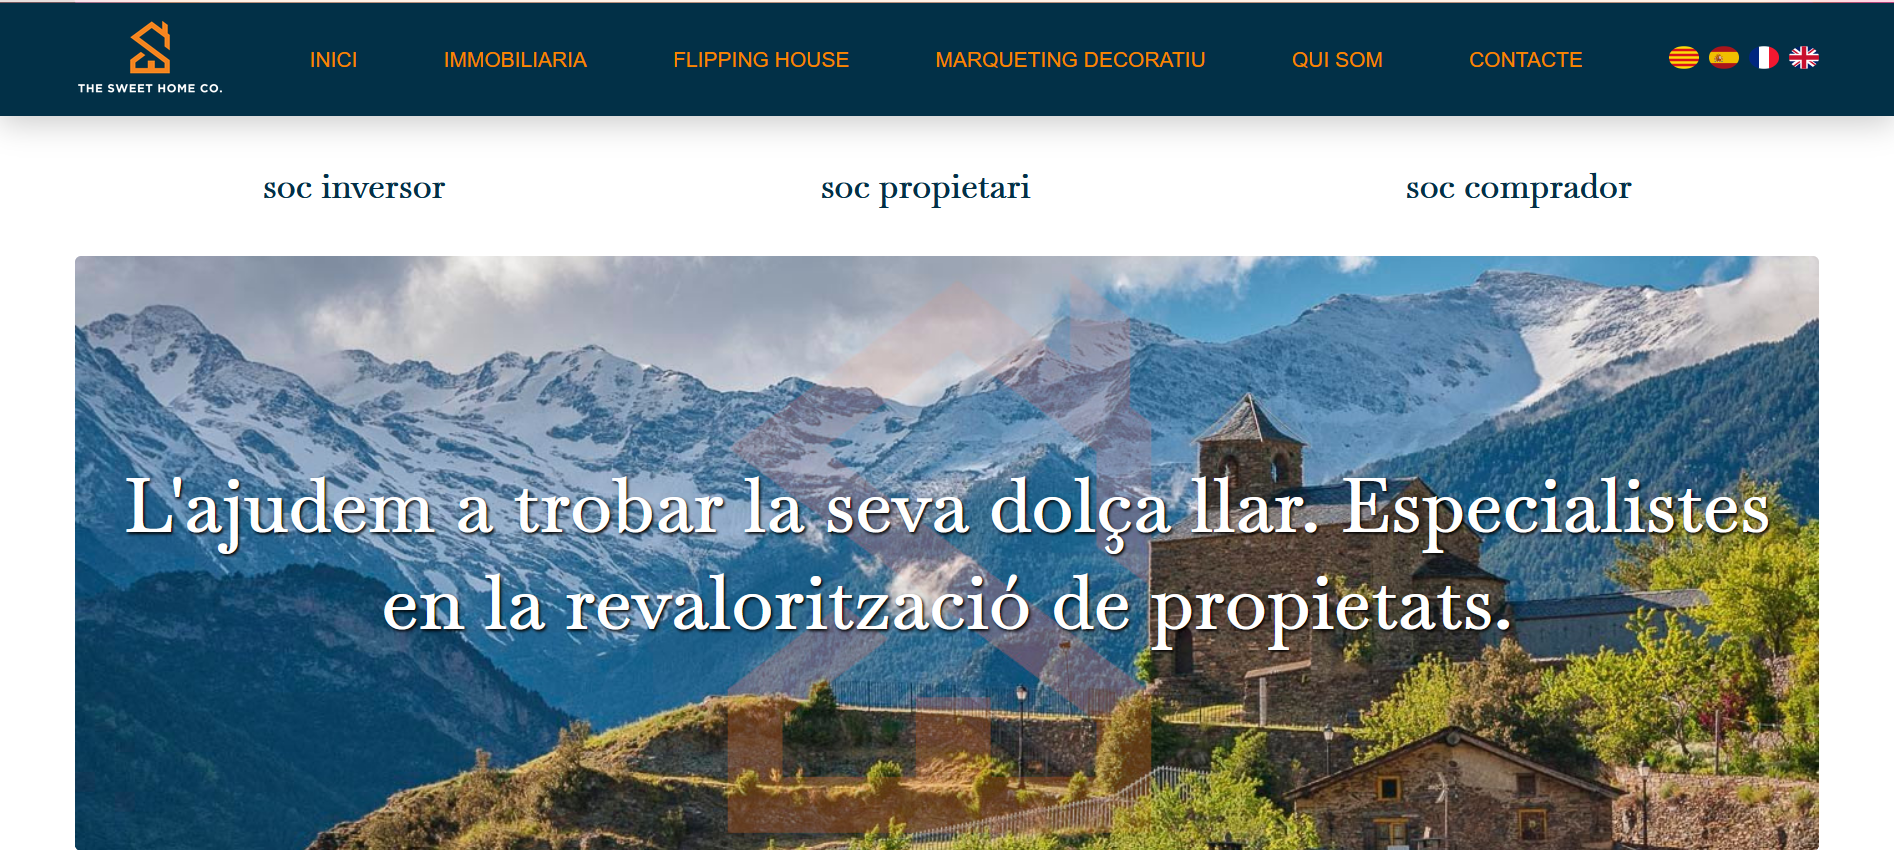 THE SWEET HOME CO.
INICI
IMMOBILIARIA
FLIPPING HOUSE
MARQUETING DECORATIU
QUI SOM
CONTACTE
soc inversor
soc propietari
soc comprador
L'ajudem a trobar la seva dolça llar. Especialistes
en la revalorització de propietats.